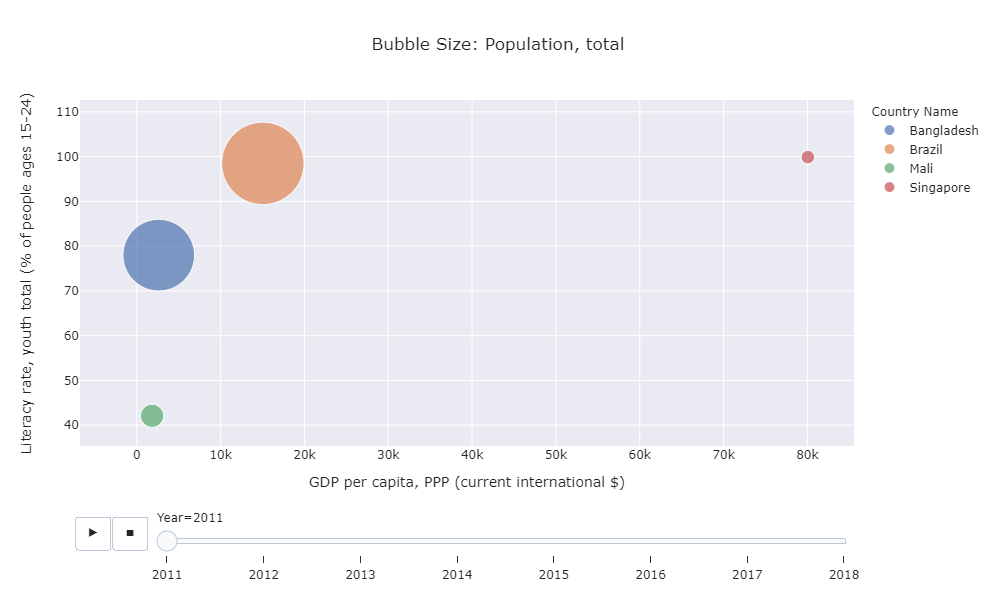 Bubble Size: Population, total
Literacy rate, youth total (% of people ages 15-24)
110
100
90
80
70
60
50
40
0 10k 20k 30k 40k 50k 60k 70k 80k
GDP per capita, PPP (current international $)
Country Name
Bangladesh
Brazil
Mali
Singapore
Year=2011
2011 2012 2013 2014 2015 2016 2017 2018